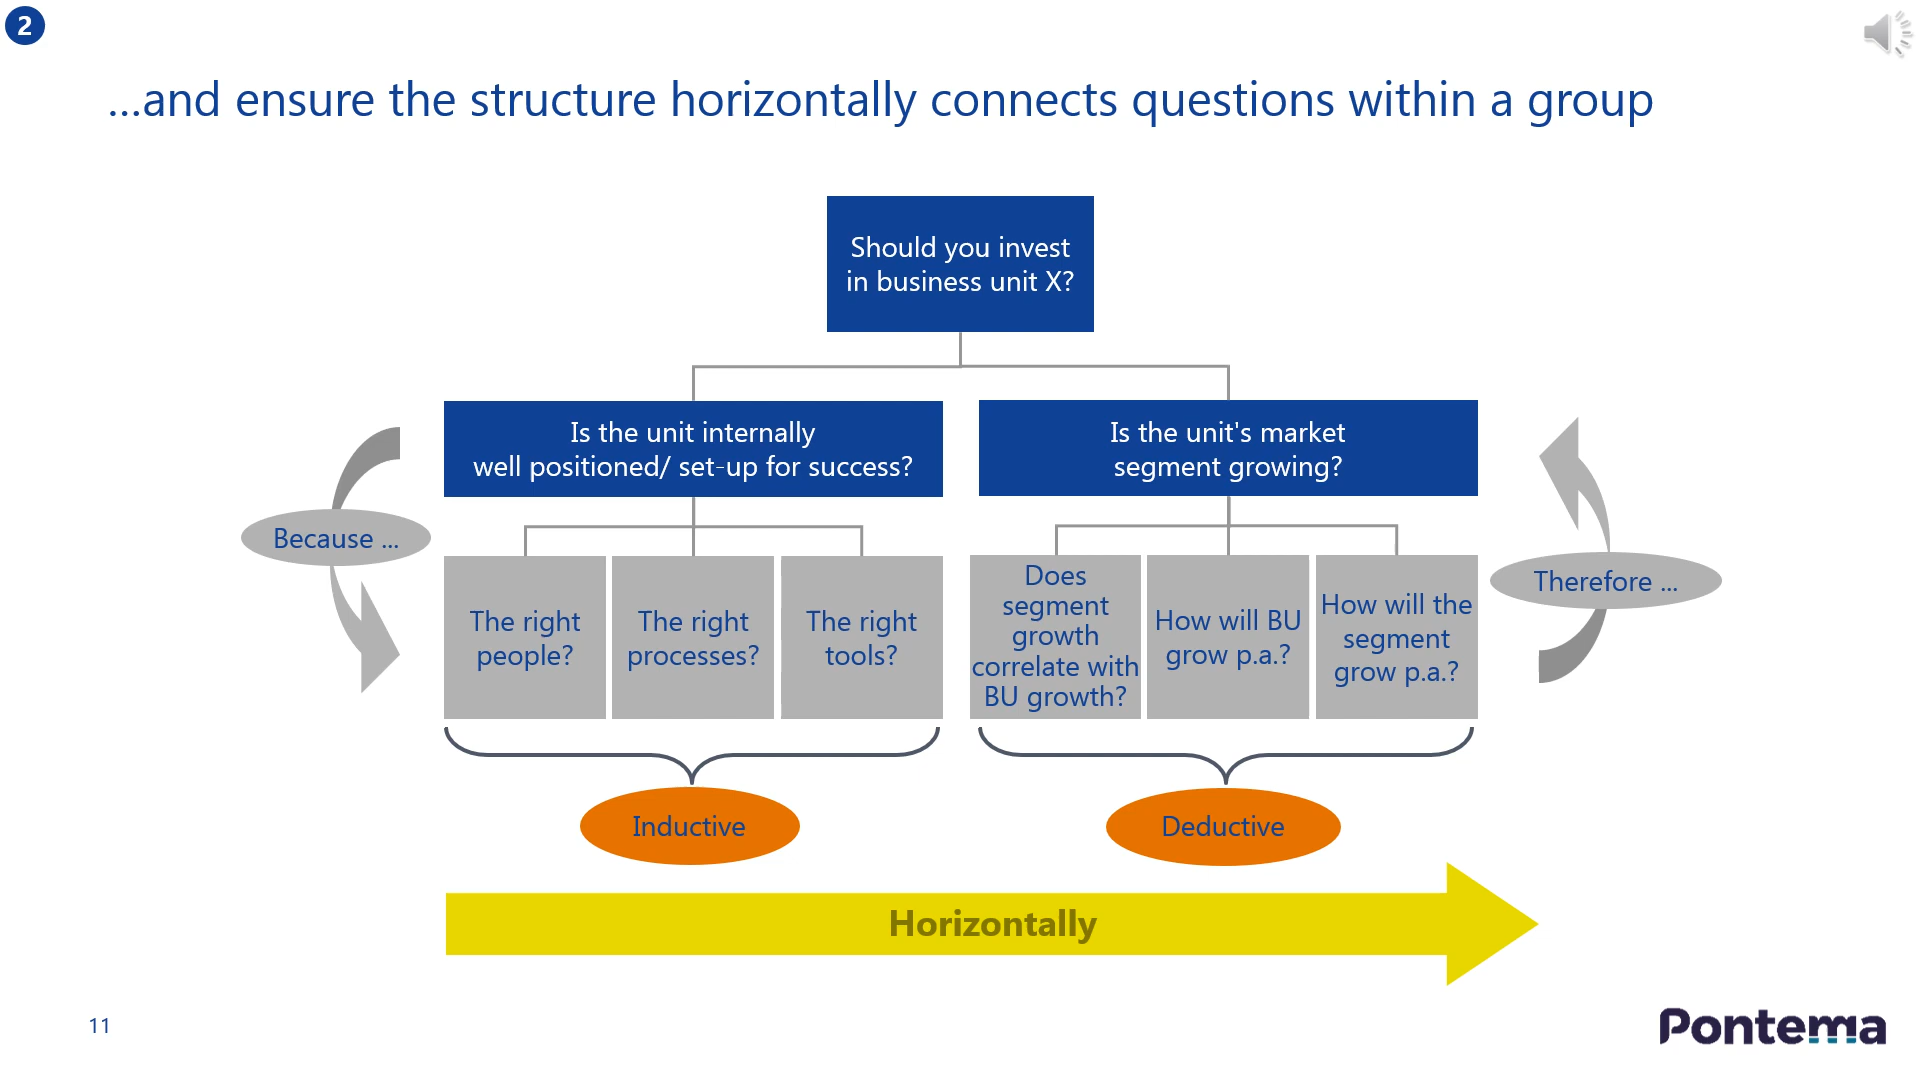 2
...and ensure the structure horizontally connects questions within a group
Should you invest
in business unit X?
Is the unit internally
well positioned/ set-up for success?
Is the unit's market
segment growing?
Because ...
Therefore ...
The right
people?
The right
processes?
The right
tools?
Does
segment
growth
correlate with
BU growth?
How will BU
grow p.a.?
How will the
segment
grow p.a.?
Inductive
Deductive
Horizontally
11
Pontema